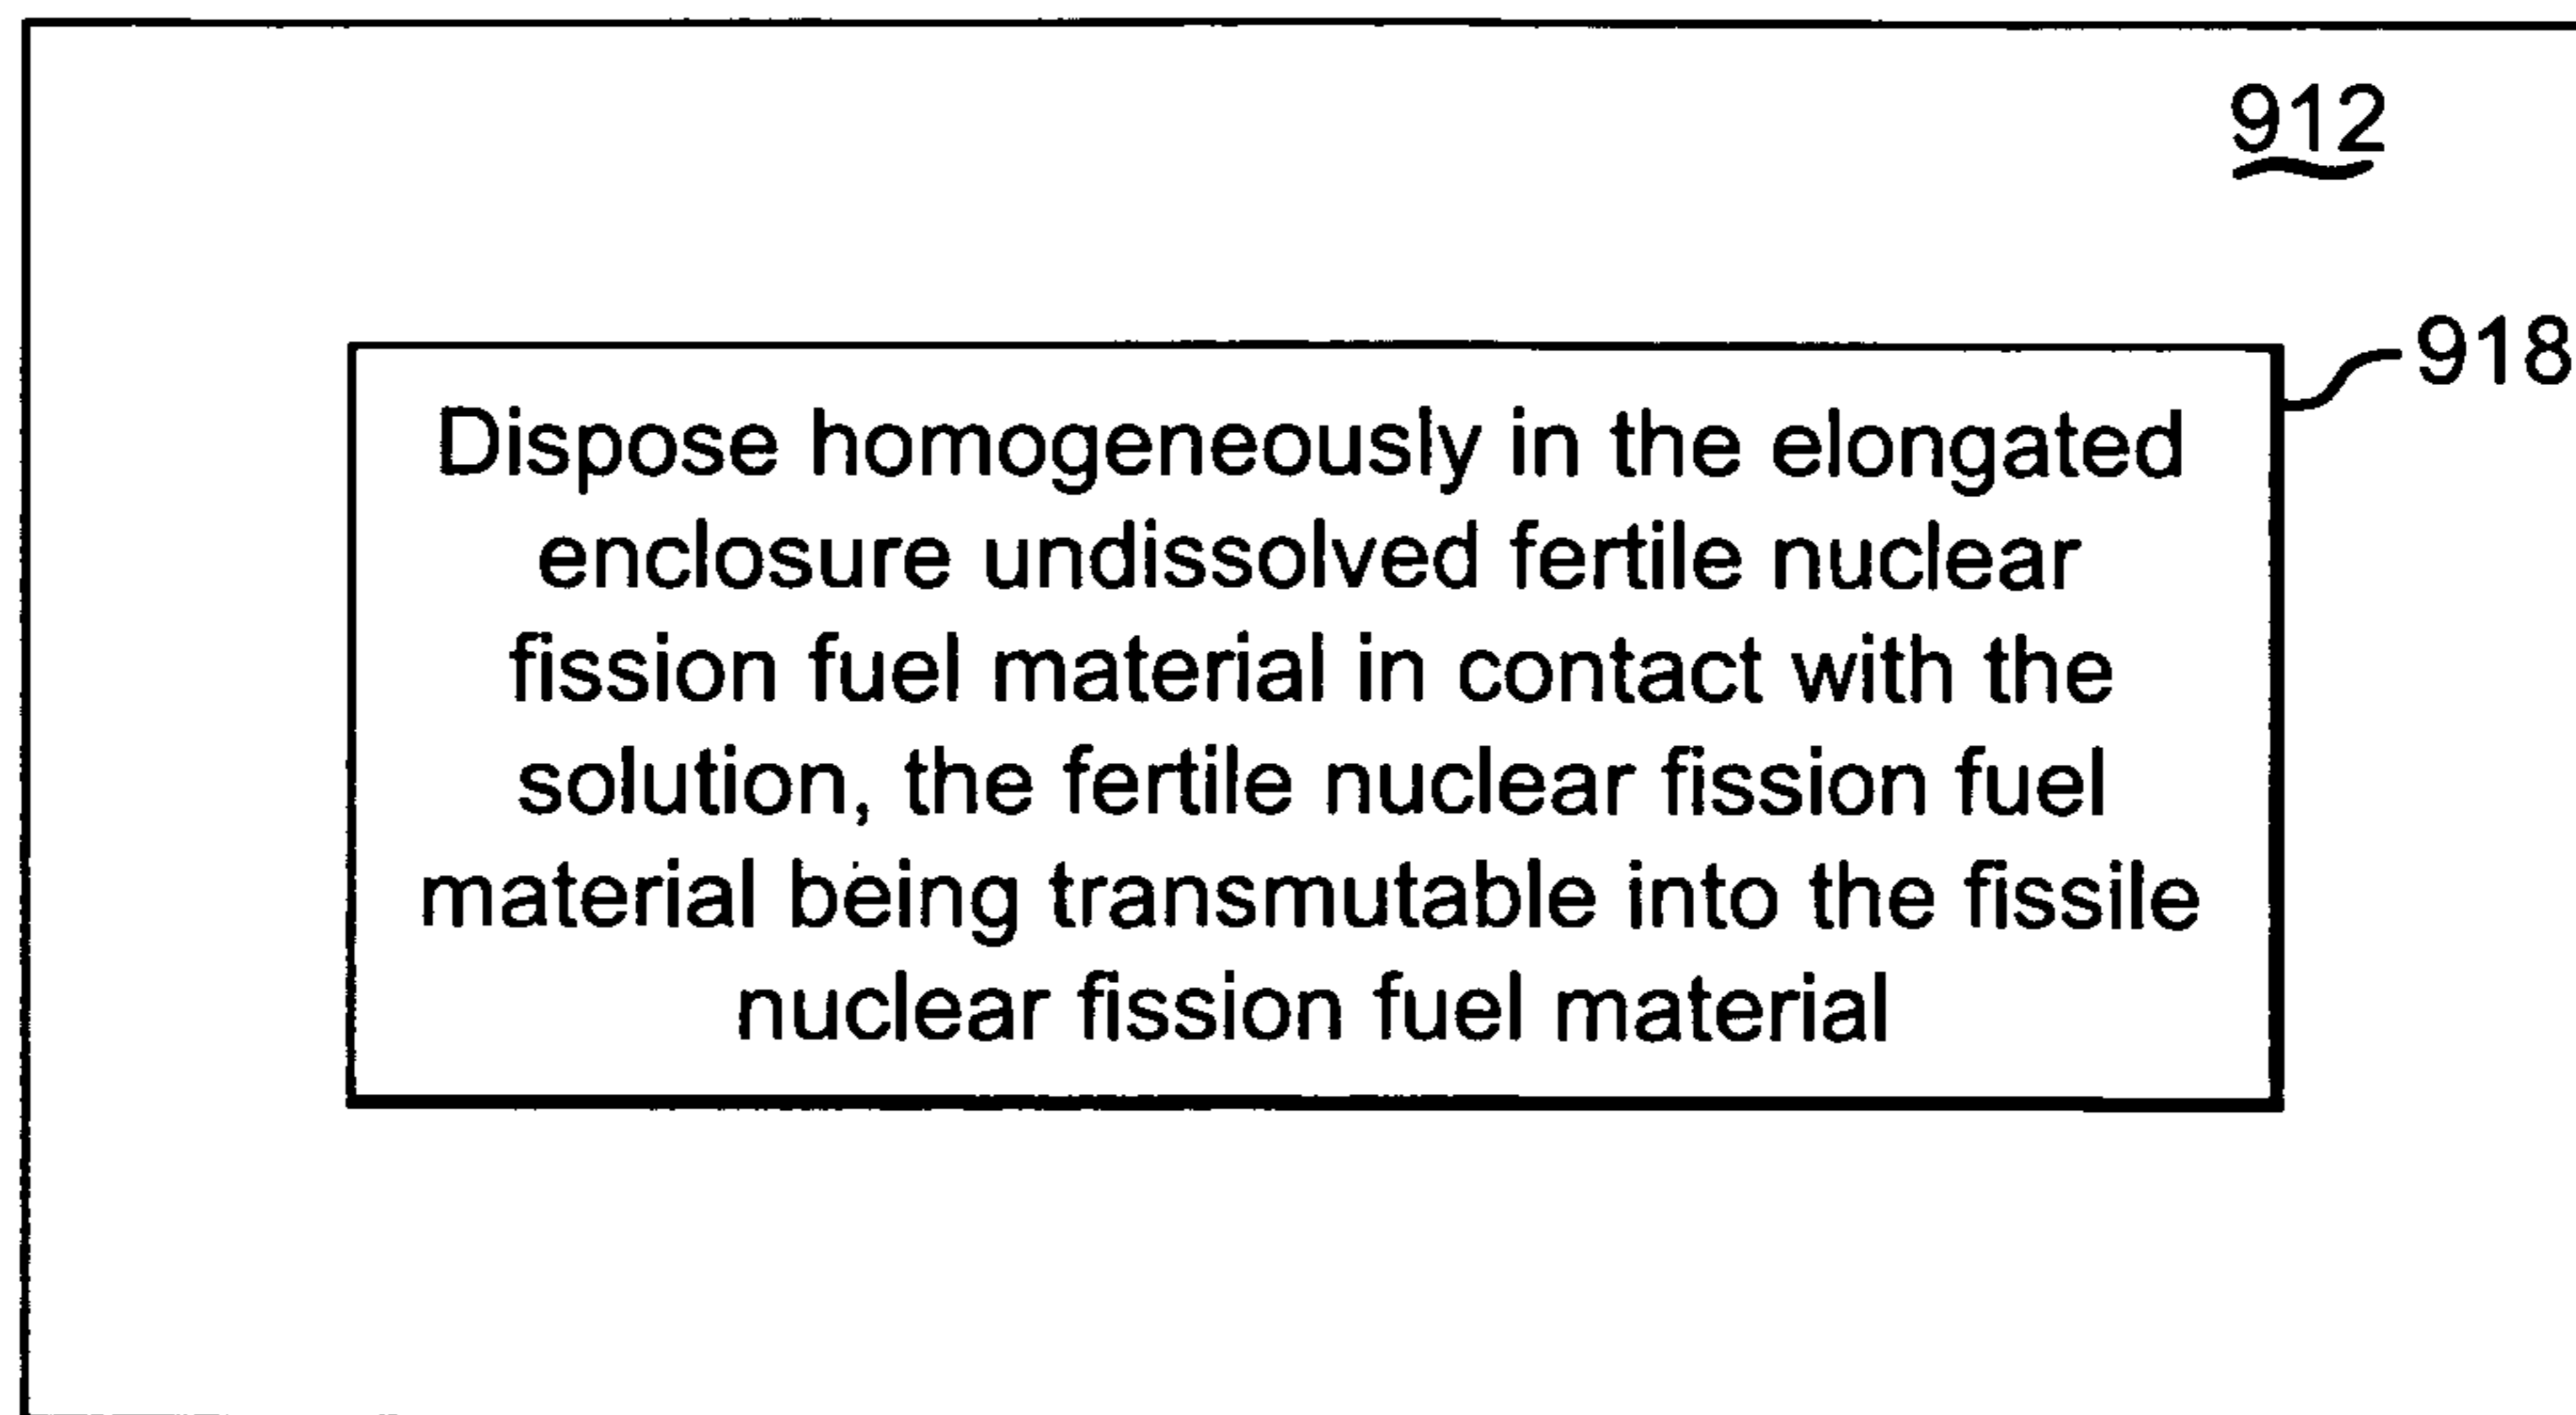 912
918
Dispose homogeneously in the elongated
enclosure undissolved fertile nuclear
fission fuel material in contact with the
solution, the fertile nuclear fission fuel
material being transmutable into the fissile
nuclear fission fuel material